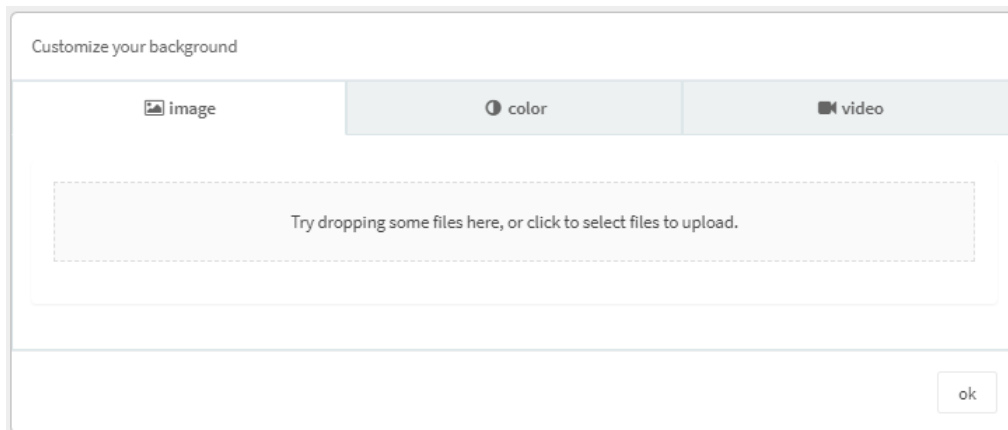 Customize your background
image
color
video
Try dropping some files here, or click to select files to upload.
ok